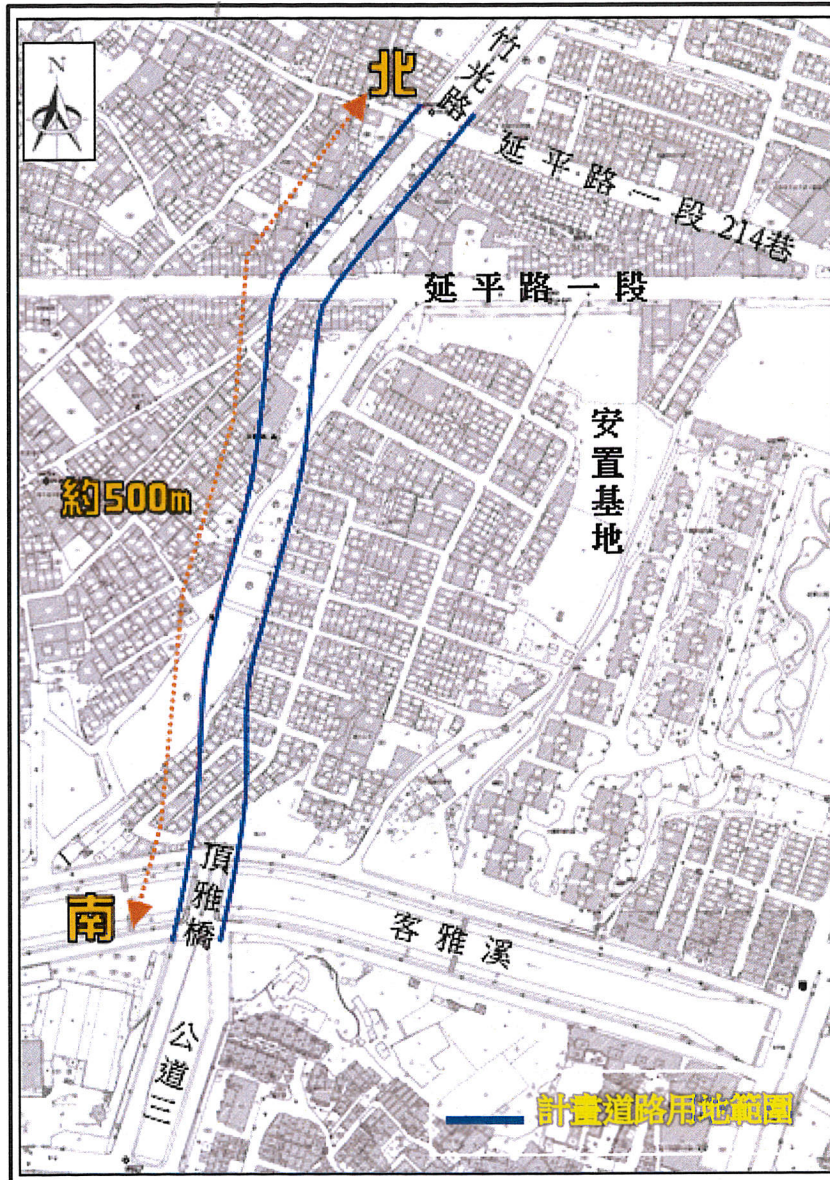 N
北
竹光路
延平路一段 214巷
延平路一段
安置基地
約500m
頂雅橋
南
客雅溪
公道三
計畫道路用地範圍